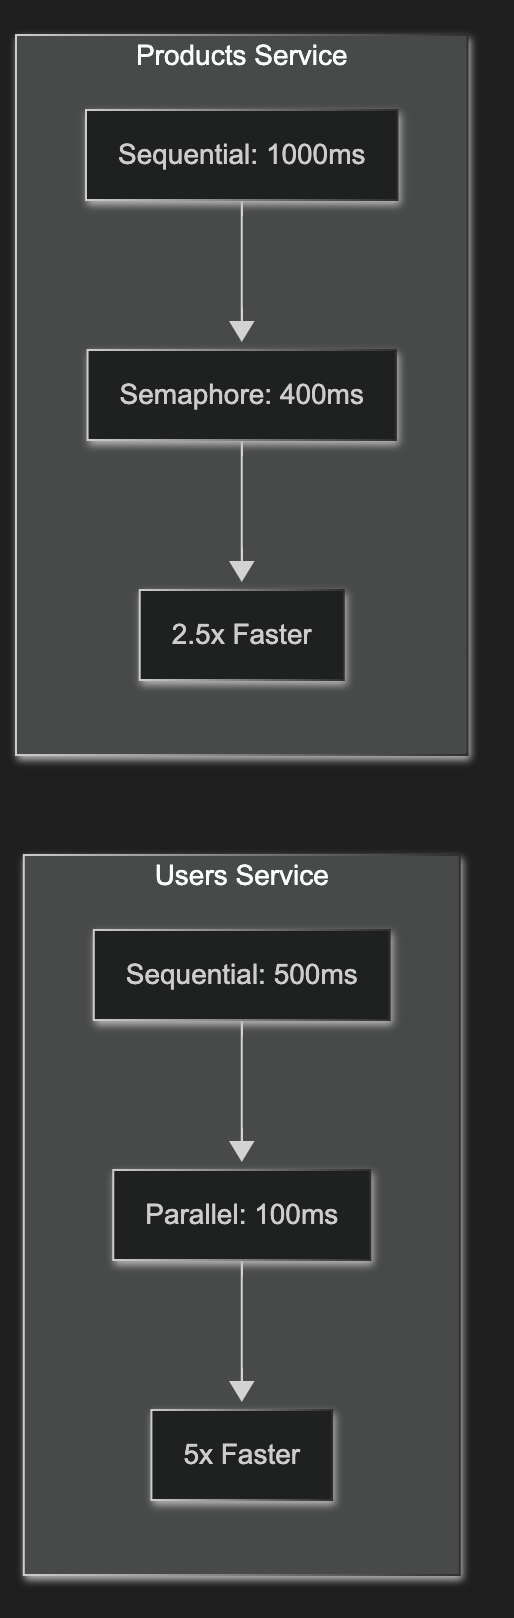 Products Service
Sequential: 1000ms
Semaphore: 400ms
2.5x Faster
Users Service
Sequential: 500ms
Parallel: 100ms
5x Faster